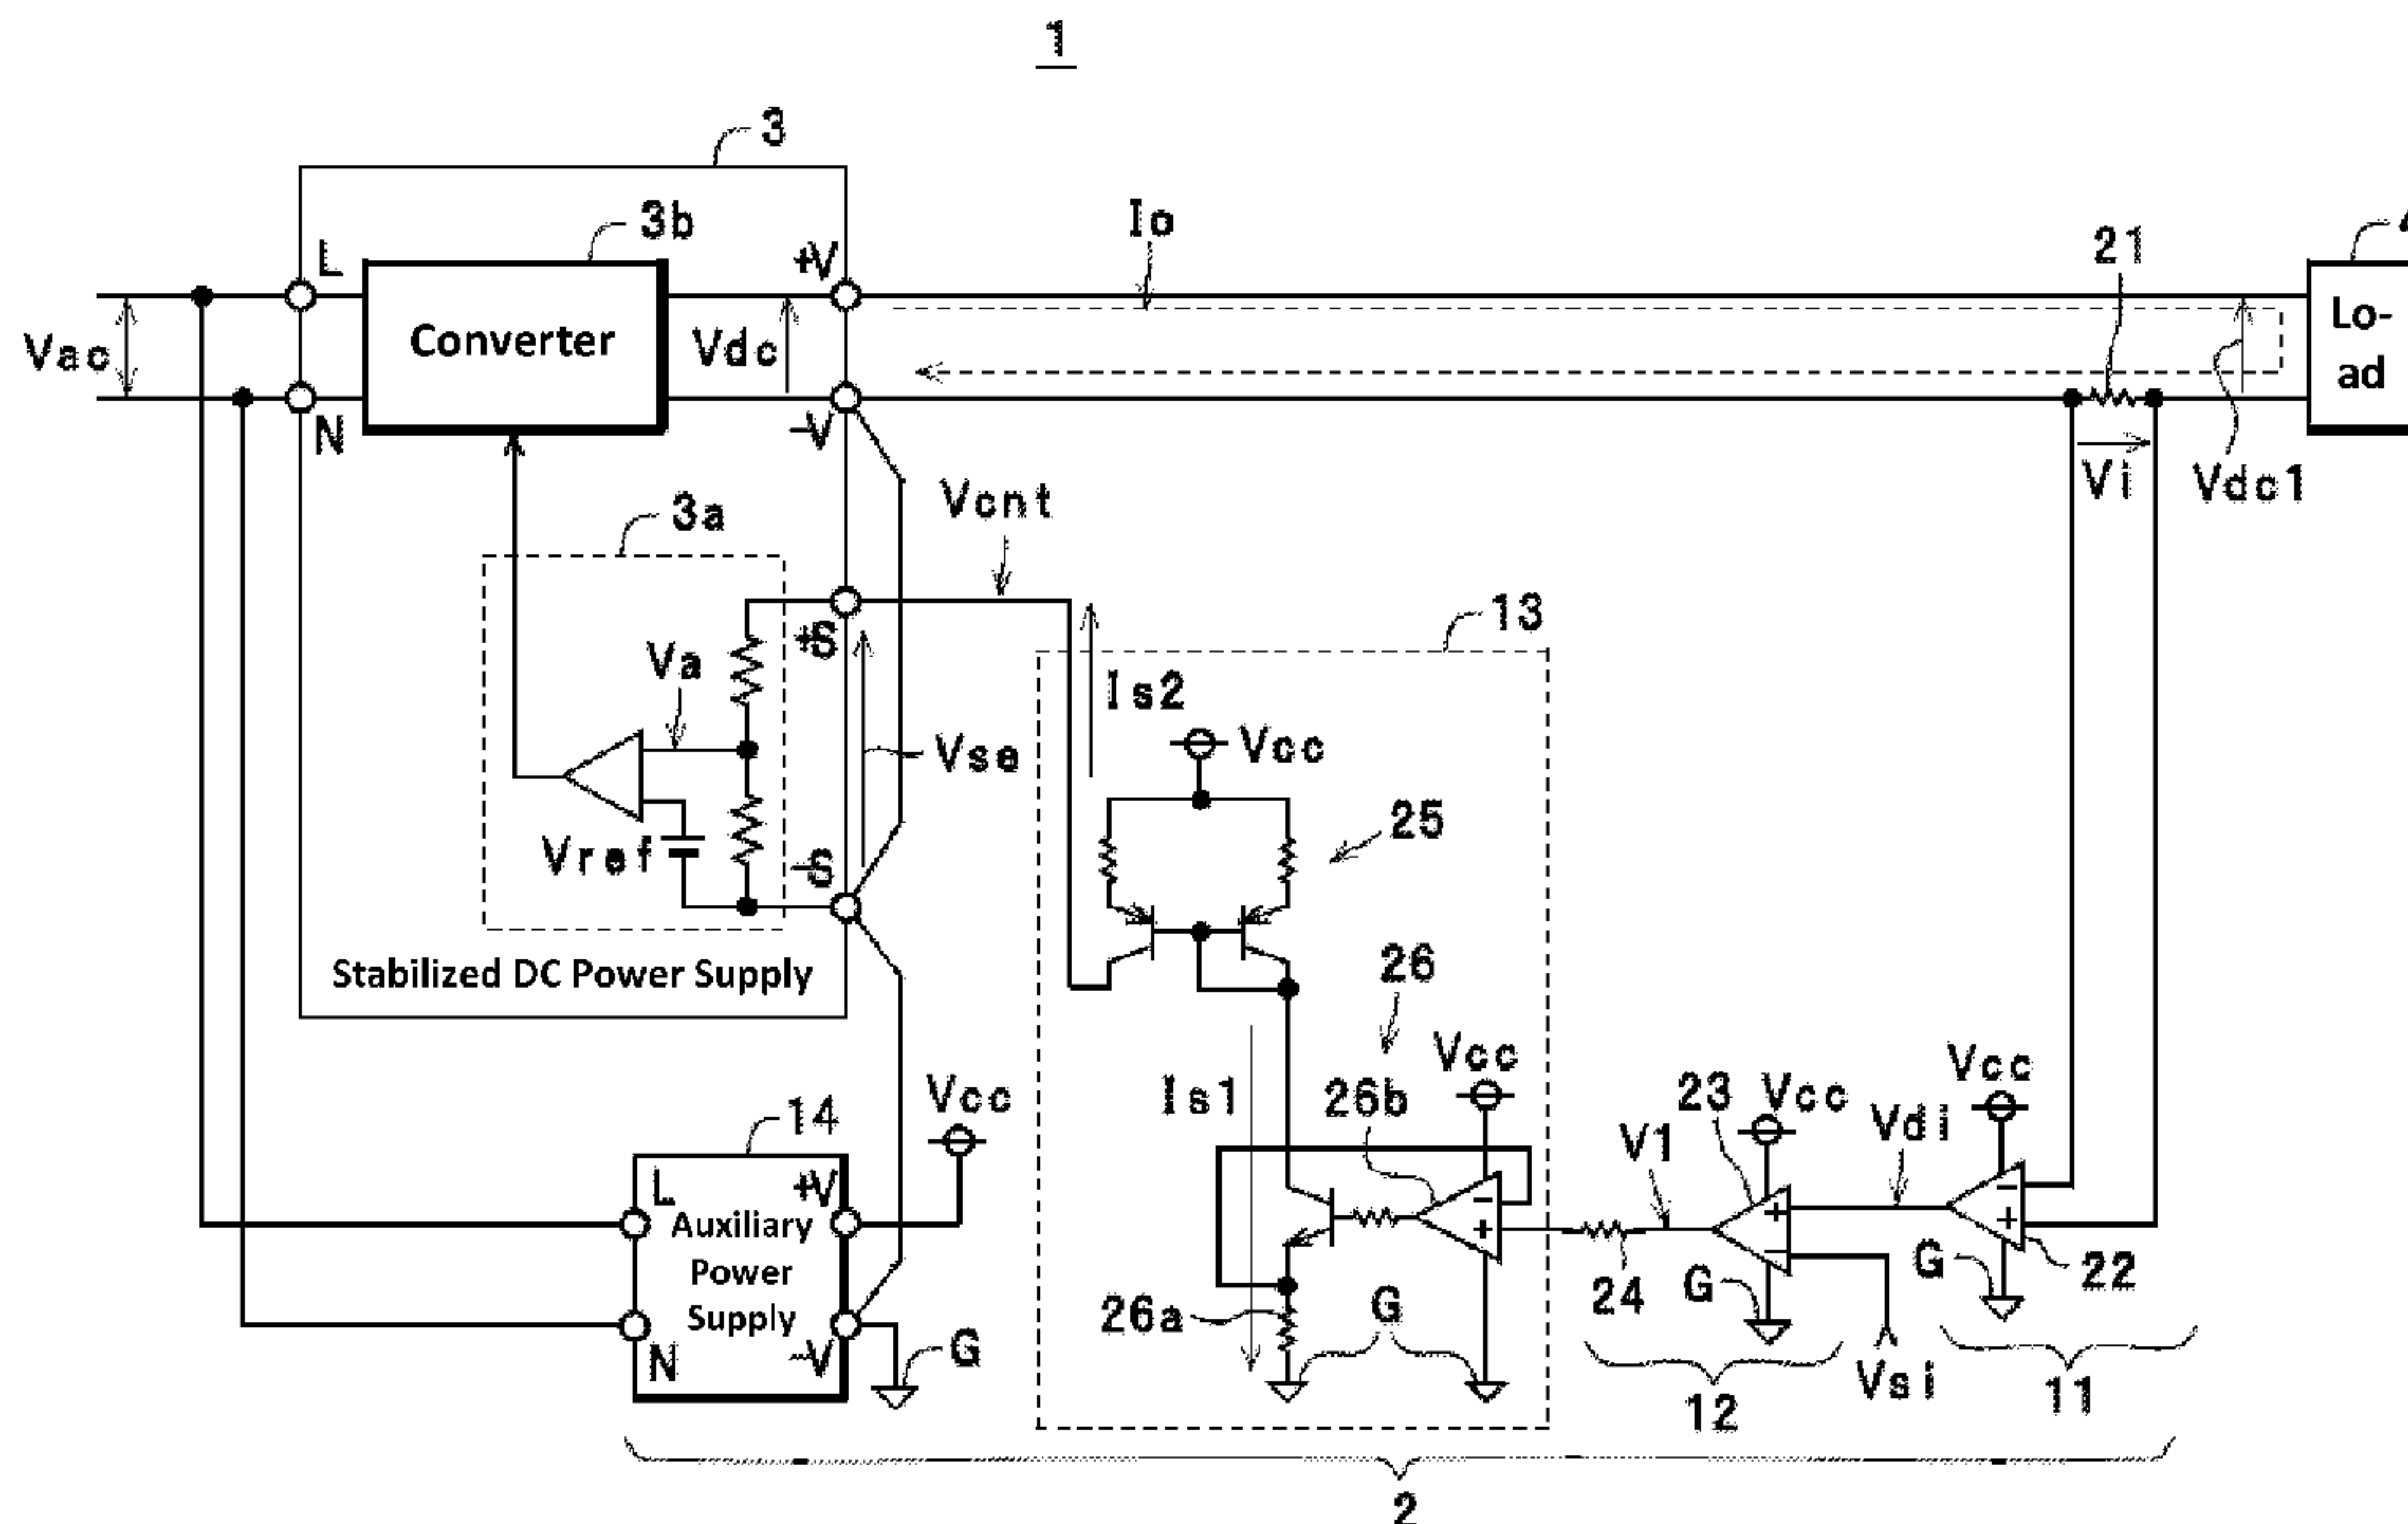 1
3
3b
L
+V
Io
21
Vac
Converter
Vdc
Lo-
ad
N
-V
Vi
Vdc1
3a
Vcnt
+S
13
Va
Is2
Vse
Vcc
25
Vref
-S
26
Stabilized DC Power Supply
14
Vcc
Is1
26b
Vcc
23
Vcc
Vdi
Vcc
V1
L
+V
Auxiliary
Power
Supply
N
-V
G
26a
G
24
G
G
22
12
Vsi
11
2